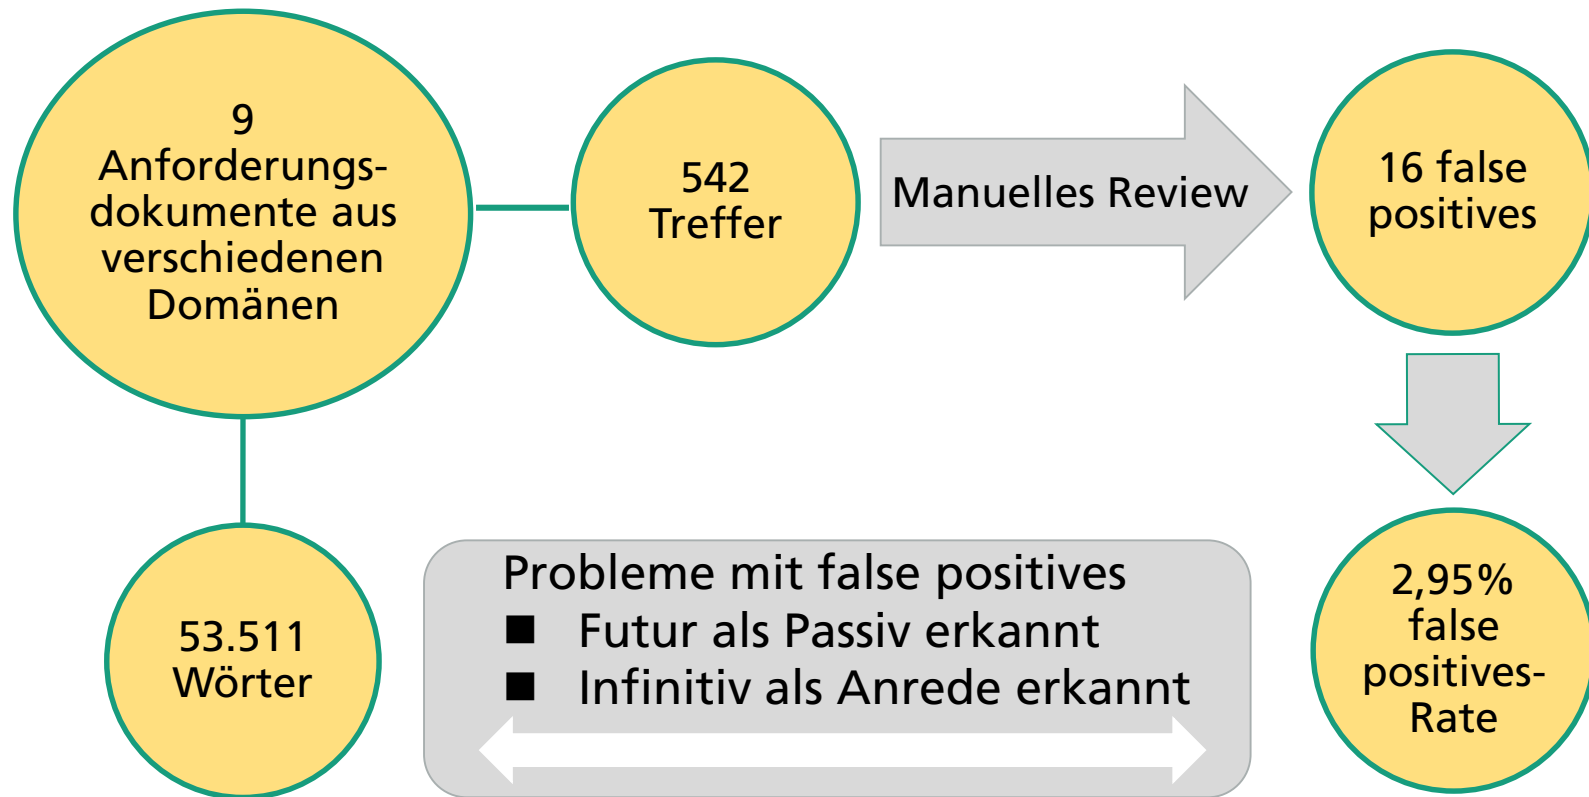 9
Anforderungs-
dokumente aus
verschiedenen
Domänen
542
Treffer
Manuelles Review
16 false
positives
53.511
Wörter
Probleme mit false positives
■ Futur als Passiv erkannt
■ Infinitiv als Anrede erkannt
2,95%
false
positives-
Rate